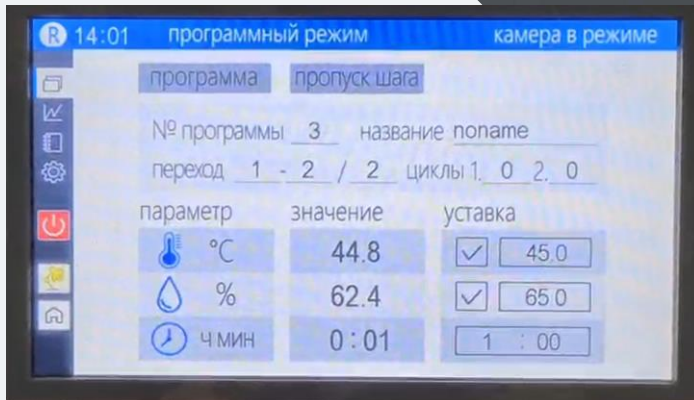 R 14:01 программный режим камера в режиме
программа пропуск шага
№ программы 3 название noname
переход 1 - 2 / 2 циклы 1. 0 2. 0
параметр значение уставка
°C 44.8 45.0
% 62.4 65.0
ч мин 0:01 1 : 00